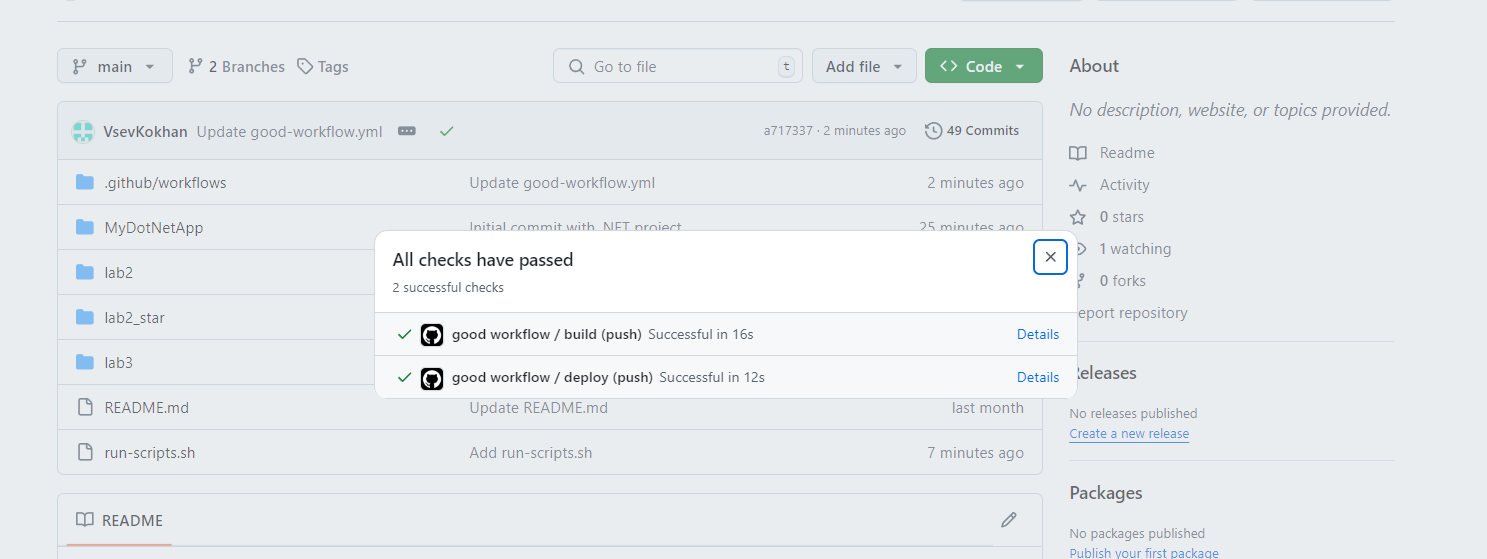 main
2 Branches
Tags
Go to file
t
Add file
Code
VsevKokhan Update good-workflow.yml
a717337 · 2 minutes ago
49 Commits
.github/workflows
Update good-workflow.yml
2 minutes ago
MyDotNetApp
Initial commit with .NET project
25 minutes ago
lab2
lab2_star
lab3
README.md
Update README.md
last month
run-scripts.sh
Add run-scripts.sh
7 minutes ago
README
All checks have passed
2 successful checks
good workflow / build (push) Successful in 16s
Details
good workflow / deploy (push) Successful in 12s
Details
About
No description, website, or topics provided.
Readme
Activity
0 stars
1 watching
0 forks
eport repository
Releases
No releases published
Create a new release
Packages
No packages published
Publish your first package